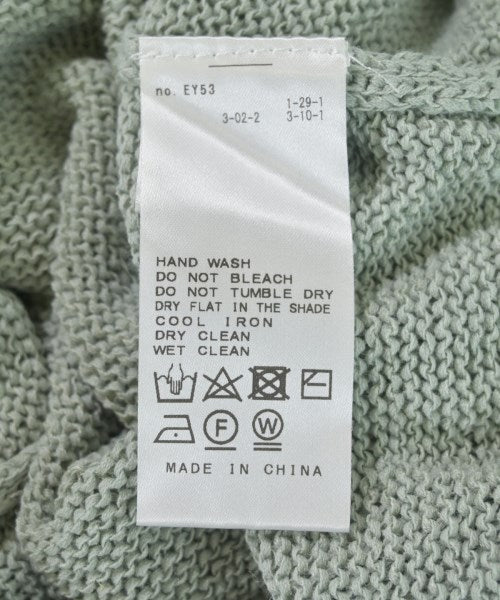 no. EY53
1-29-1
3-02-2 3-10-1
HAND WASH
DO NOT BLEACH
DO NOT TUMBLE DRY
DRY FLAT IN THE SHADE
COOL IRON
DRY CLEAN
WET CLEAN
F W
MADE IN CHINA